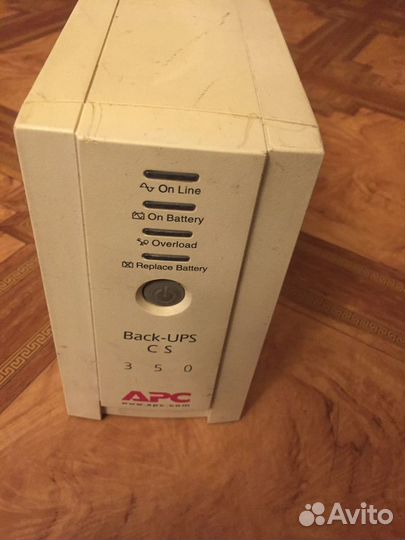 On Line
On Battery
Overload
Replace Battery
Back-UPS
CS
350
APC
www.apc.com
Avito